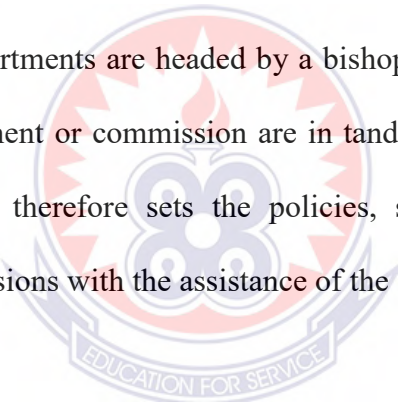 rtments are headed by a bishop
ment or commission are in tand
therefore sets the policies, s
sions with the assistance of the
EDUCATION FOR SERVICE